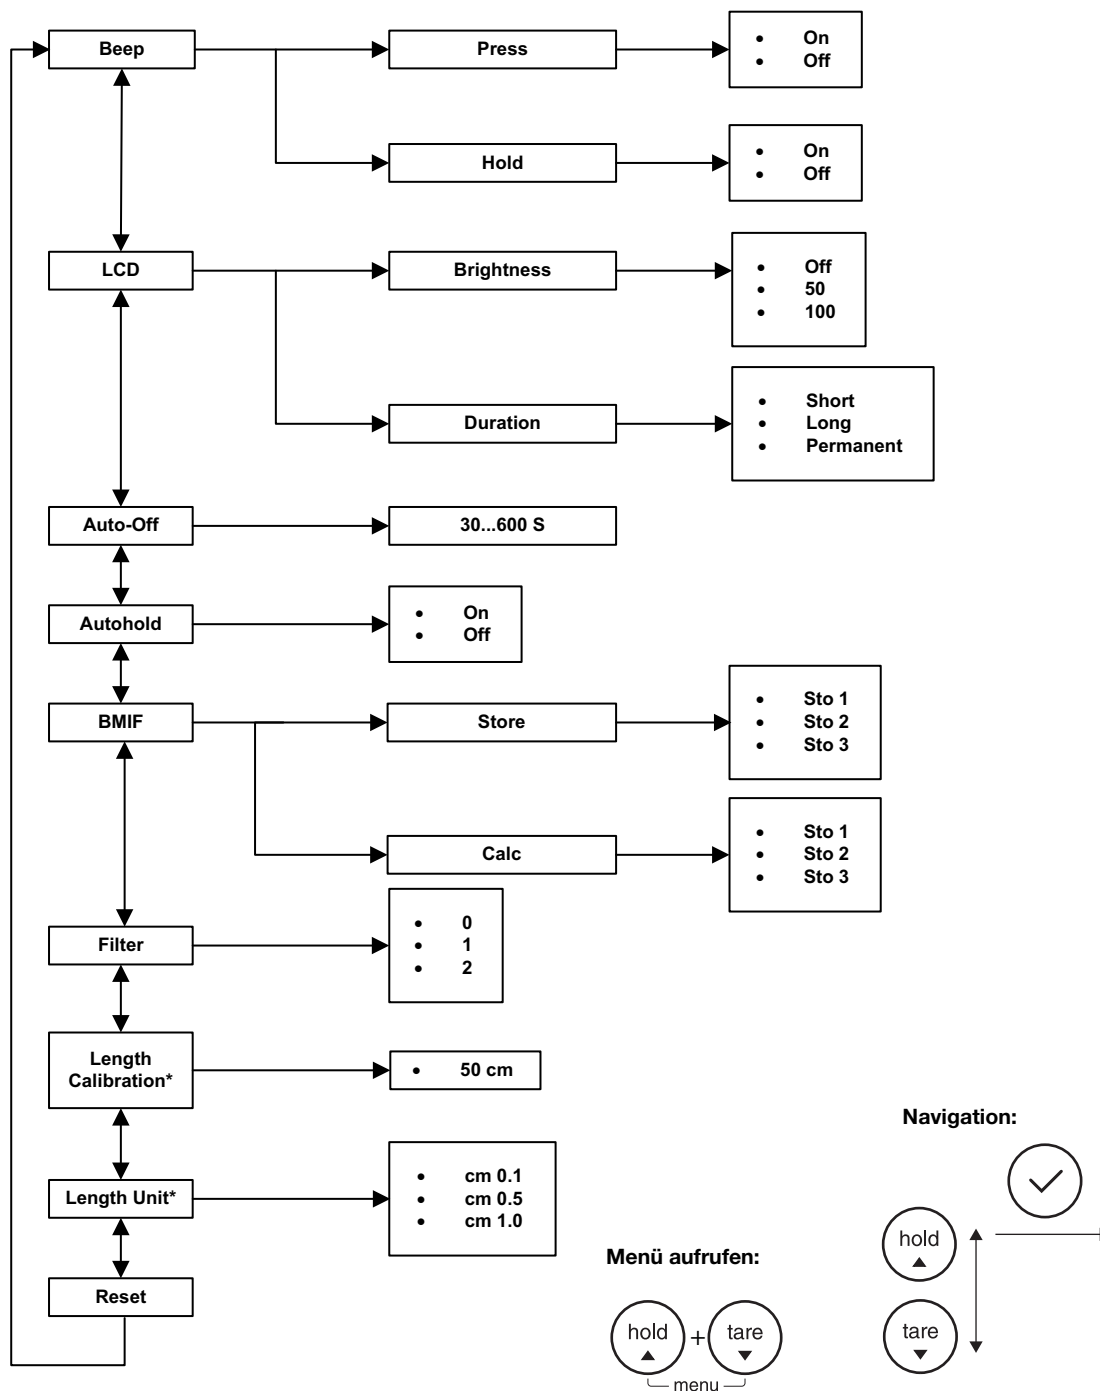 Beep
Press
• On
• Off
Hold
• On
• Off
LCD
Brightness
• Off
• 50
• 100
Duration
• Short
• Long
• Permanent
Auto-Off
30...600 S
Autohold
• On
• Off
BMIF
Store
• Sto 1
• Sto 2
• Sto 3
Calc
• Sto 1
• Sto 2
• Sto 3
Filter
• 0
• 1
• 2
Length
Calibration*
• 50 cm
Length Unit*
• cm 0.1
• cm 0.5
• cm 1.0
Reset
Menü aufrufen:
hold + tare
menu
Navigation:
hold
tare